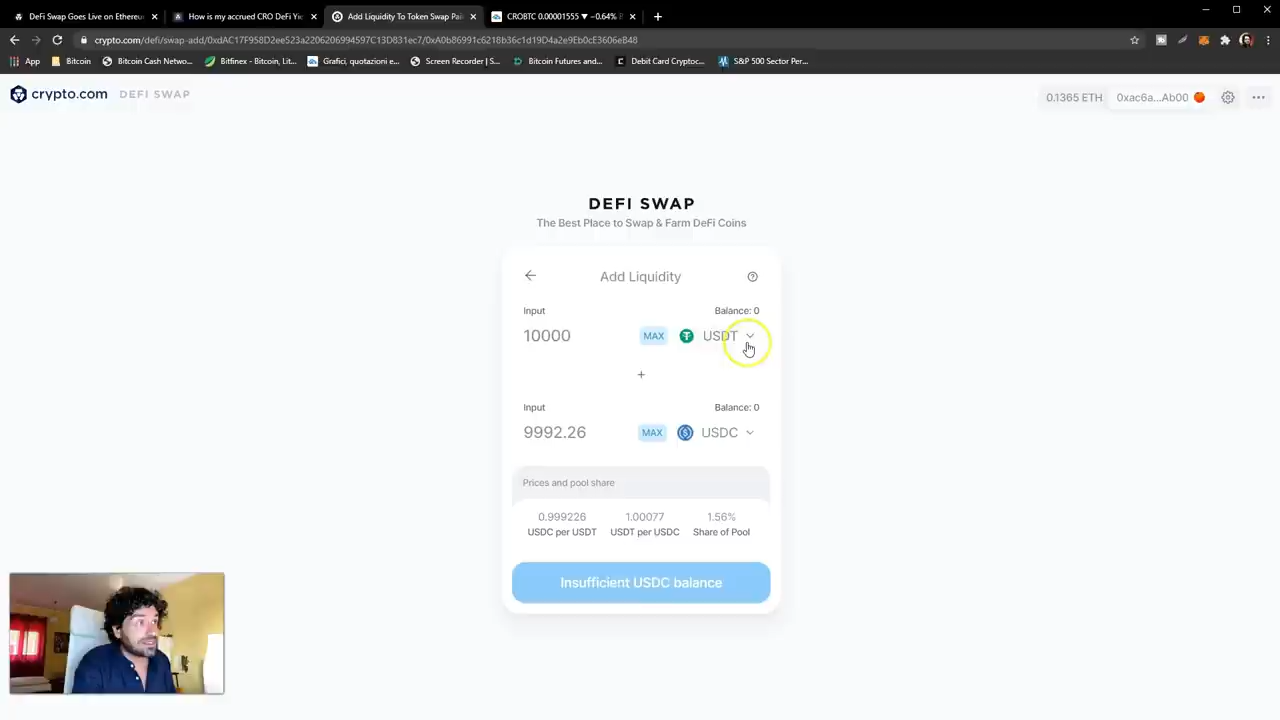 DeFi Swap Goes Live on Ethereu
How is my accrued CRO DeFi Yie
Add Liquidity To Token Swap Pai
CROBTC 0.00001555 ▼ −0.64% B
crypto.com/defi/swap-add/0xdAC17F958D2ee523a2206206994597C13D831ec7/0xA0b86991c6218b36c1d19D4a2e9Eb0cE3606eB48
App
Bitcoin
Bitcoin Cash Netwo...
Bitfinex - Bitcoin, Lit...
Grafici, quotazioni e...
Screen Recorder | S...
Bitcoin Futures and...
Debit Card Cryptoc...
S&P 500 Sector Per...
crypto.com DEFI SWAP
0.1365 ETH 0xac6a...Ab00
DEFI SWAP
The Best Place to Swap & Farm DeFi Coins
Add Liquidity
Input Balance: 0
10000 MAX USDT
+
Input Balance: 0
9992.26 MAX USDC
Prices and pool share
0.999226 1.00077 1.56%
USDC per USDT USDT per USDC Share of Pool
Insufficient USDC balance